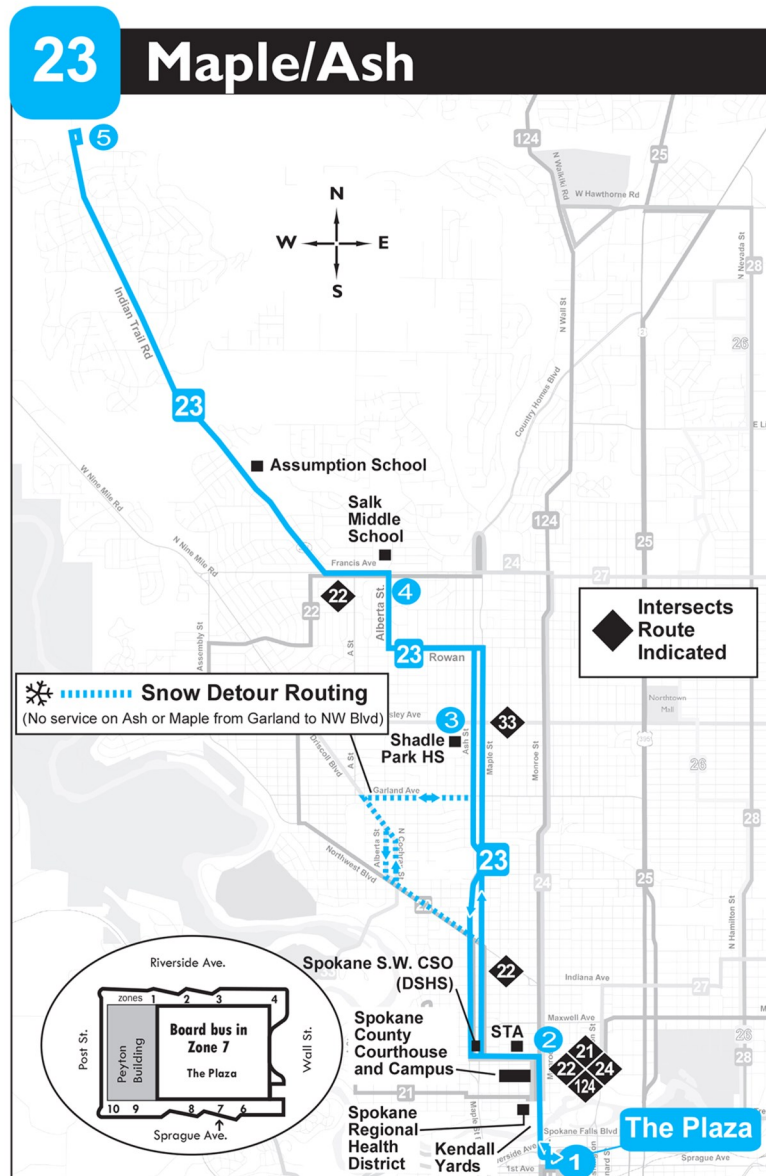 23 Maple/Ash
5
124
25
N Walkiki Rd
W Hawthorne Rd
N
W E
S
N Nevada St
28
Indian Trail Rd
N Wall St
26
Country Homes Blvd
23
Assumption School
W Nine Mile Rd
Salk
Middle
School
124
25
N Nine Mile Rd
Francis Ave
24
27
22
4
22
Alberta St.
Assembly St
A St
Intersects
Route
Indicated
23
Rowan
Snow Detour Routing
(No service on Ash or Maple from Garland to NW Blvd)
Northtown
Mall
3
33
Shadle
Park HS
Ash St
Maple St
Monroe St
Driscoll Blvd
A St
26
Garland Ave
28
Alberta St
Northwest Blvd
23
24
25
N Hamilton St
22
Spokane S.W. CSO
(DSHS)
Indiana Ave
27
Riverside Ave.
zones 1 2 3 4
Post St.
Peyton
Building
Board bus in
Zone 7
The Plaza
Wall St.
10 9 8 7 6
Sprague Ave.
Spokane
County
Courthouse
and Campus
STA
2
Maxwell Ave
21
22
24
124
26
28
21
Maple St
Spokane
Regional
Health
District
Kendall
Yards
Spokane Falls Blvd
The Plaza
1
1st Ave
Sprague Ave